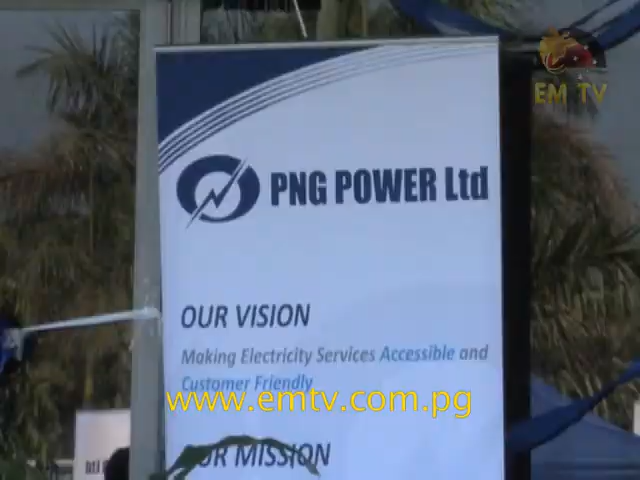 EM TV
PNG POWER Ltd
OUR VISION
Making Electricity Services Accessible and
Customer Friendly
www.emtv.com.pg
OUR MISSION